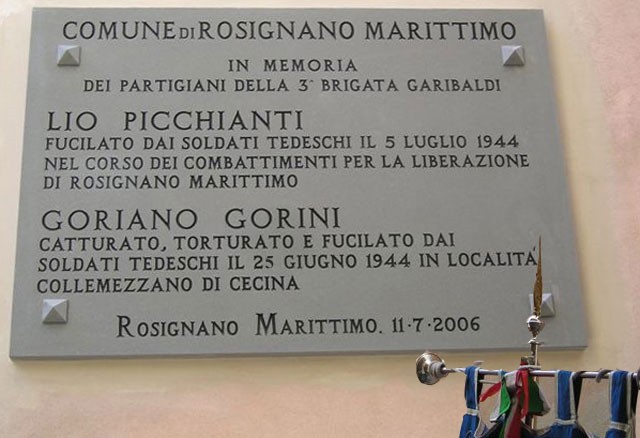 COMUNE DI ROSIGNANO MARITTIMO
IN MEMORIA
DEI PARTIGIANI DELLA 3^ BRIGATA GARIBALDI
LIO PICCHIANTI
FUCILATO DAI SOLDATI TEDESCHI IL 5 LUGLIO 1944
NEL CORSO DEI COMBATTIMENTI PER LA LIBERAZIONE
DI ROSIGNANO MARITTIMO
GORIANO GORINI
CATTURATO, TORTURATO E FUCILATO DAI
SOLDATI TEDESCHI IL 25 GIUGNO 1944 IN LOCALITÀ
COLLEMEZZANO DI CECINA
ROSIGNANO MARITTIMO. 11·7·2006